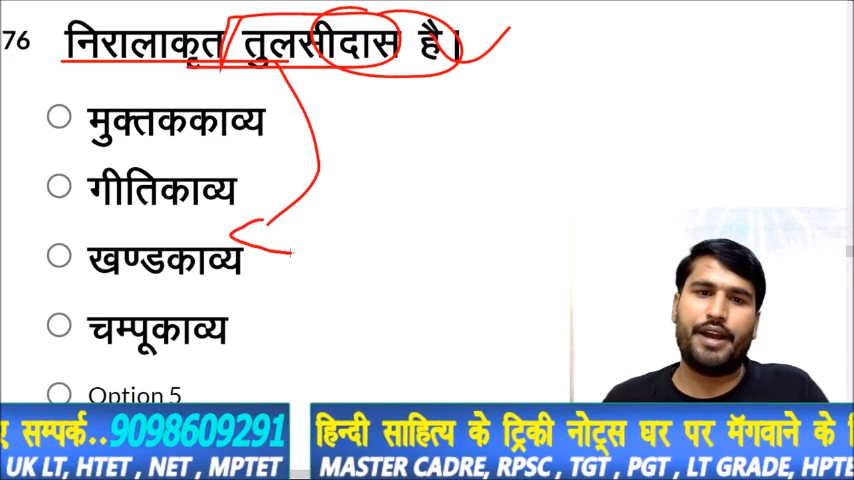 76 निरालाकृत तुलसीदास है।
मुक्तककाव्य
गीतिकाव्य
खण्डकाव्य
चम्पूकाव्य
Option 5
ए सम्पर्क..9098609291 हिन्दी साहित्य के ट्रिकी नोट्स घर पर मॅगवाने के लि
UK LT, HTET , NET , MPTET MASTER CADRE, RPSC , TGT , PGT , LT GRADE, HPTE